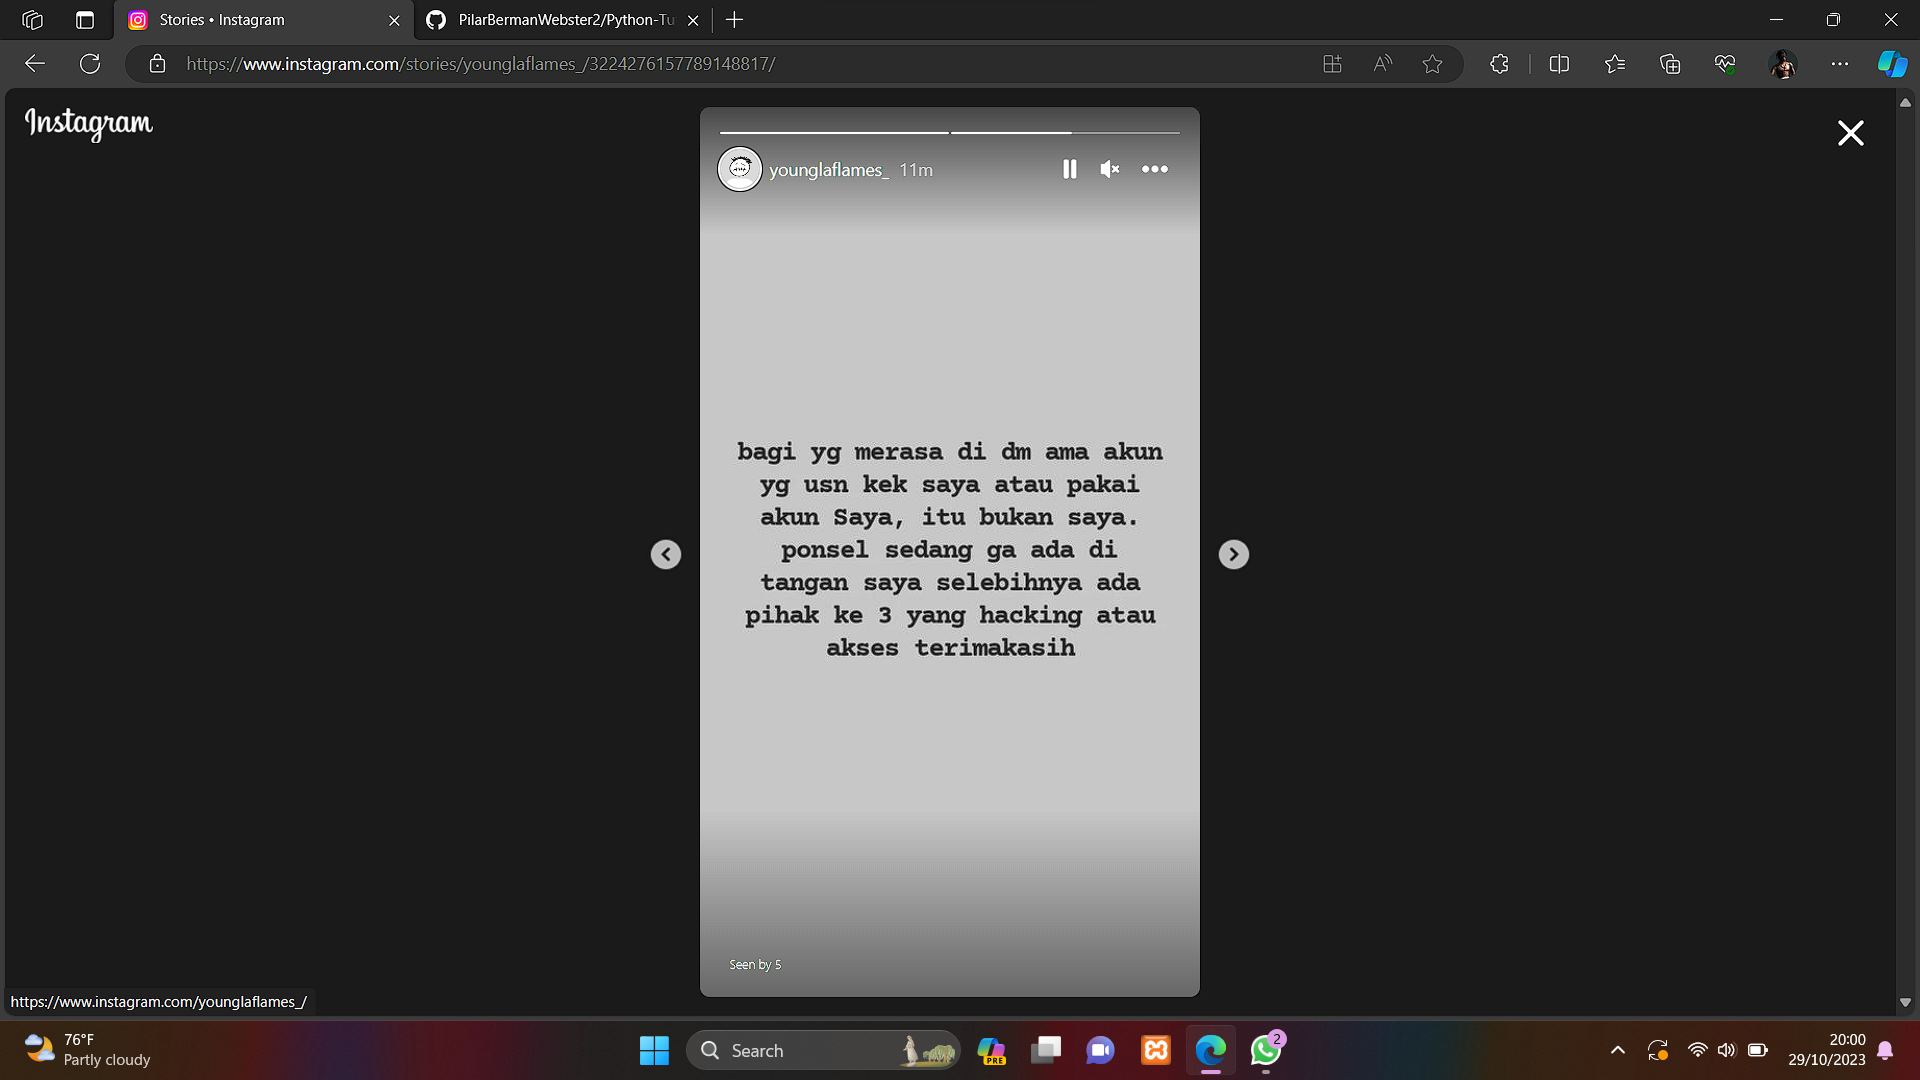 Stories • Instagram
PilarBermanWebster2/Python-Tu
https://www.instagram.com/stories/younglaflames_/3224276157789148817/
Instagram
younglaflames_ 11m
bagi yg merasa di dm ama akun
yg usn kek saya atau pakai
akun Saya, itu bukan saya.
ponsel sedang ga ada di
tangan saya selebihnya ada
pihak ke 3 yang hacking atau
akses terimakasih
Seen by 5
https://www.instagram.com/younglaflames_/
76°F
Partly cloudy
Search
PRE
2
20:00
29/10/2023